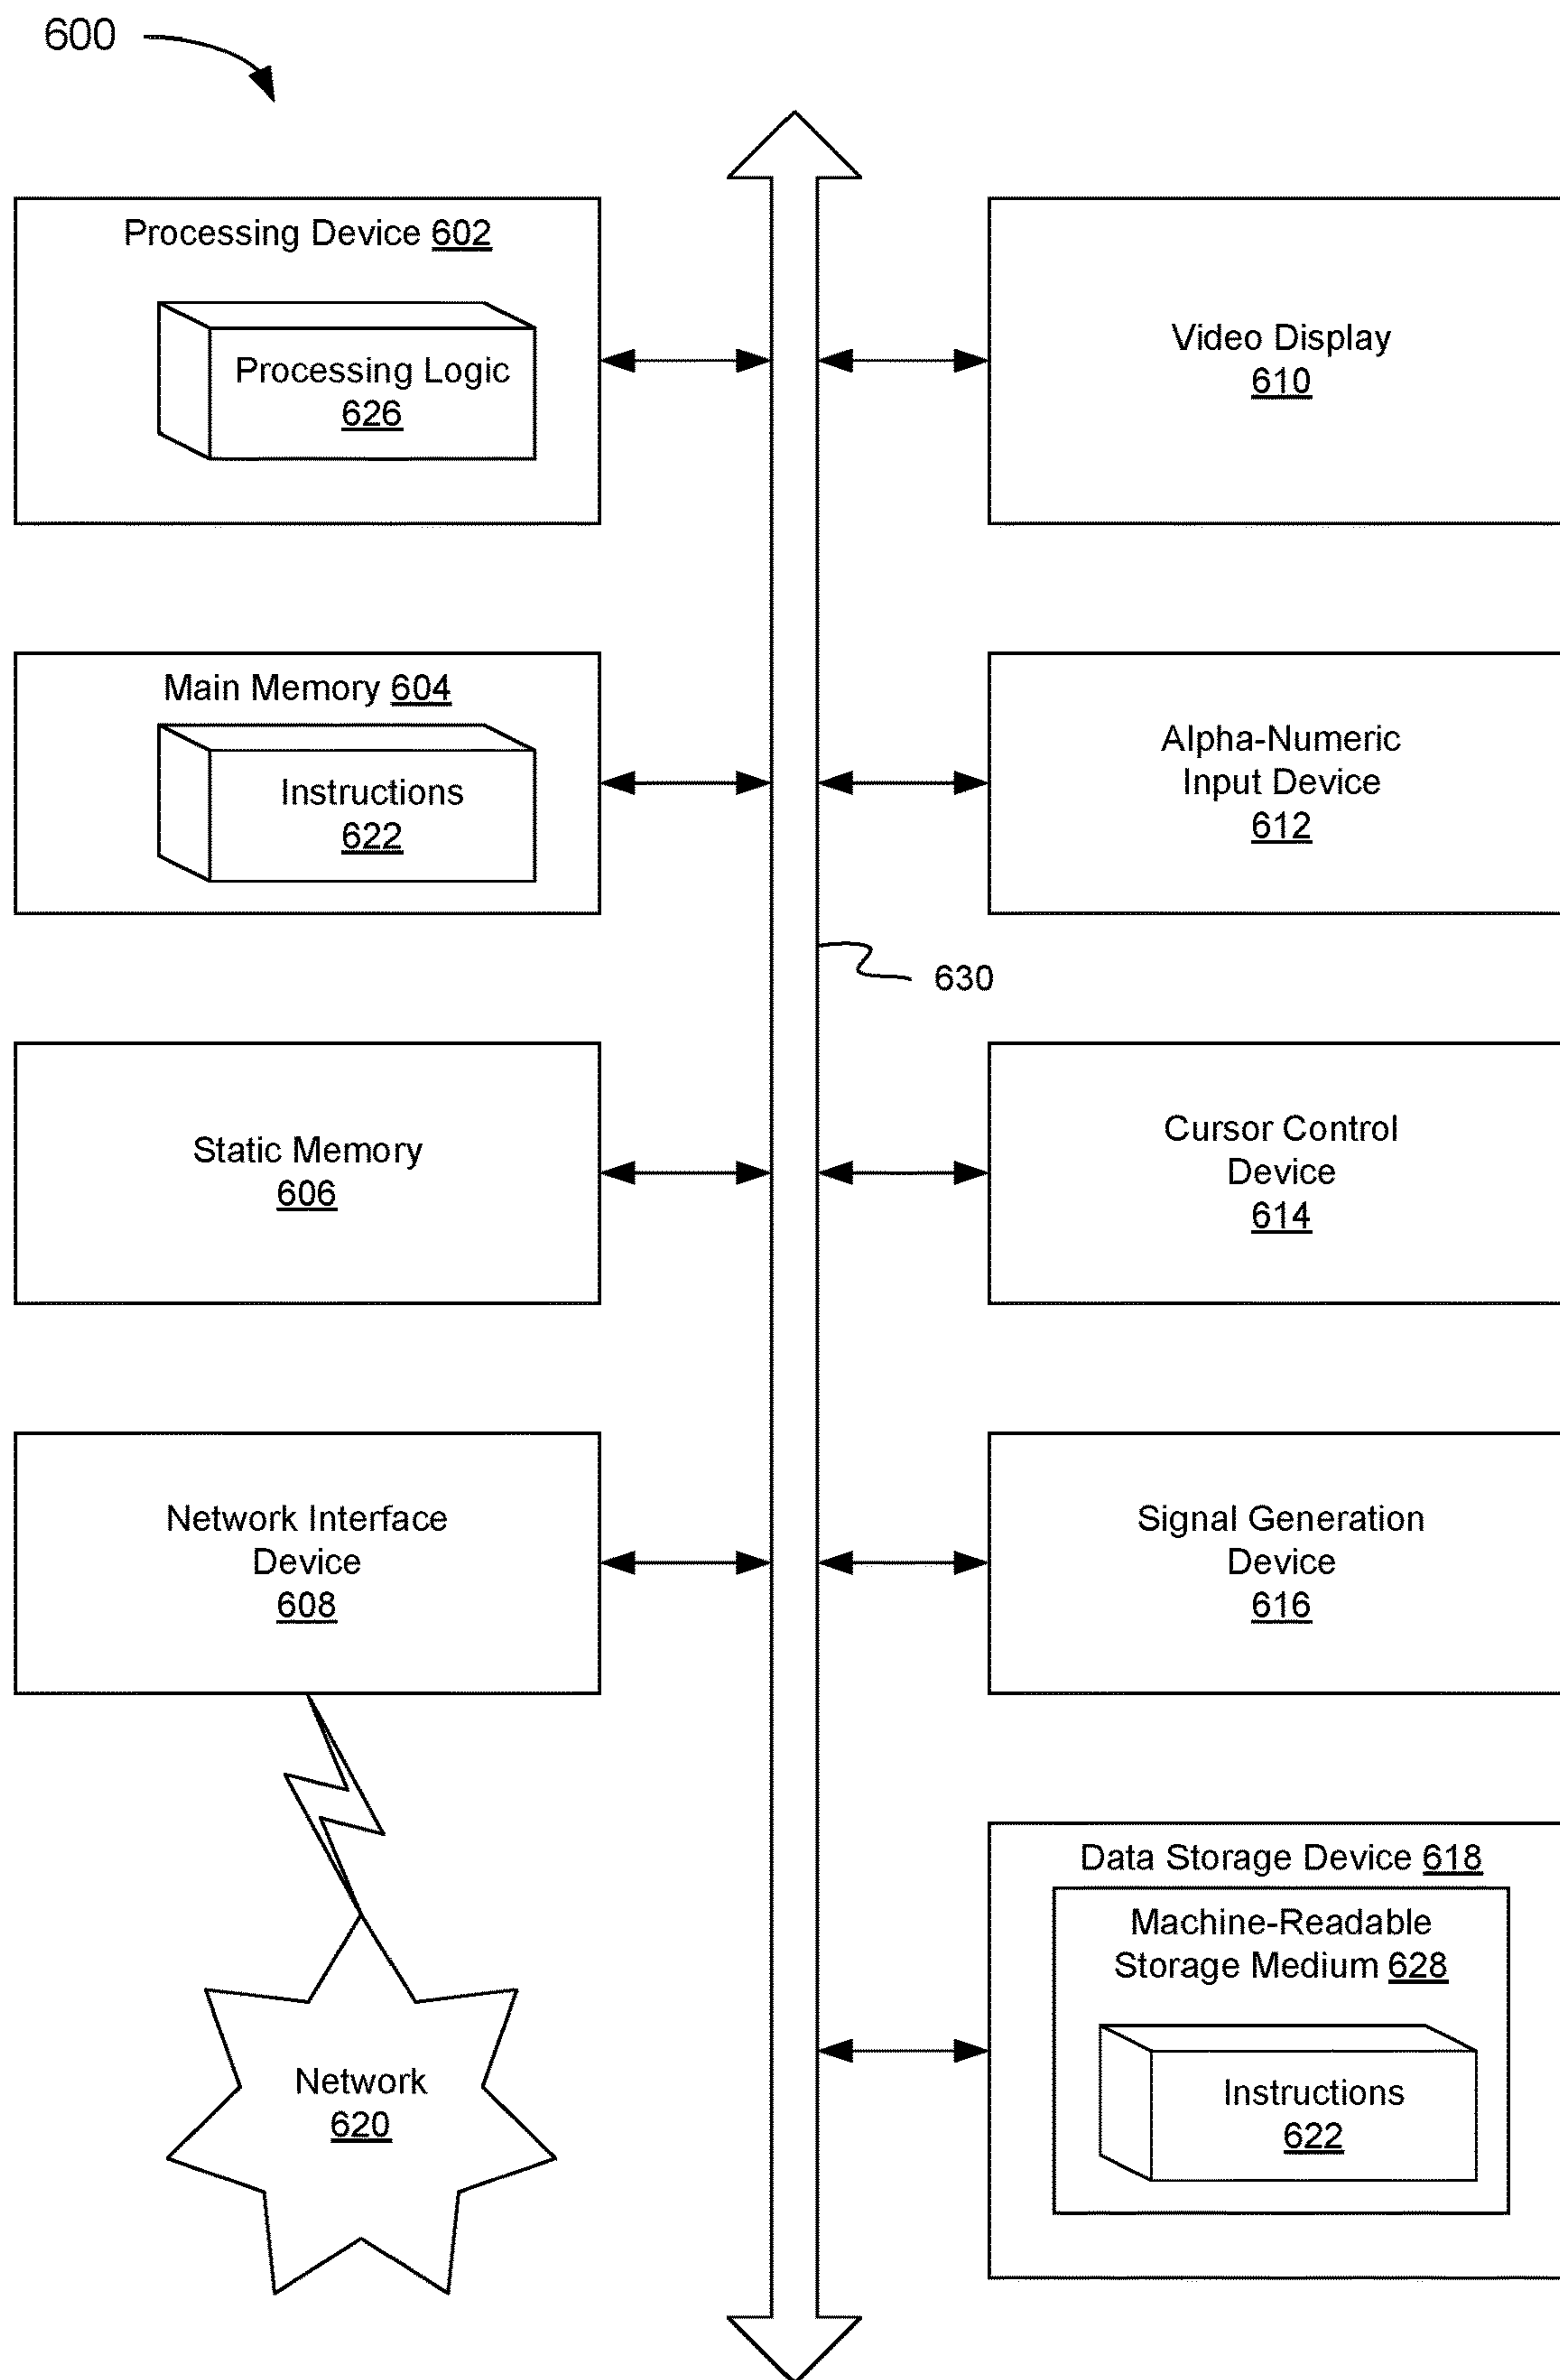 600
Processing Device 602
Processing Logic
626
Video Display
610
Main Memory 604
Instructions
622
Alpha-Numeric
Input Device
612
630
Static Memory
606
Cursor Control
Device
614
Network Interface
Device
608
Signal Generation
Device
616
Data Storage Device 618
Machine-Readable
Storage Medium 628
Instructions
622
Network
620